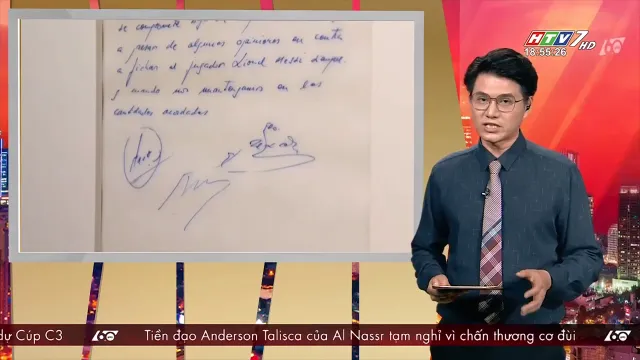 se compromete
a pesar de algunas opiniones en contra
a fichar al jugador Lionel Messi siempre
y cuando nos mantengamos en las
cantidades acordadas
HTV7 HD
18:55:26
60
dự Cúp C3 60 Tiền đạo Anderson Talisca của Al Nassr tạm nghỉ vì chấn thương cơ đùi 60